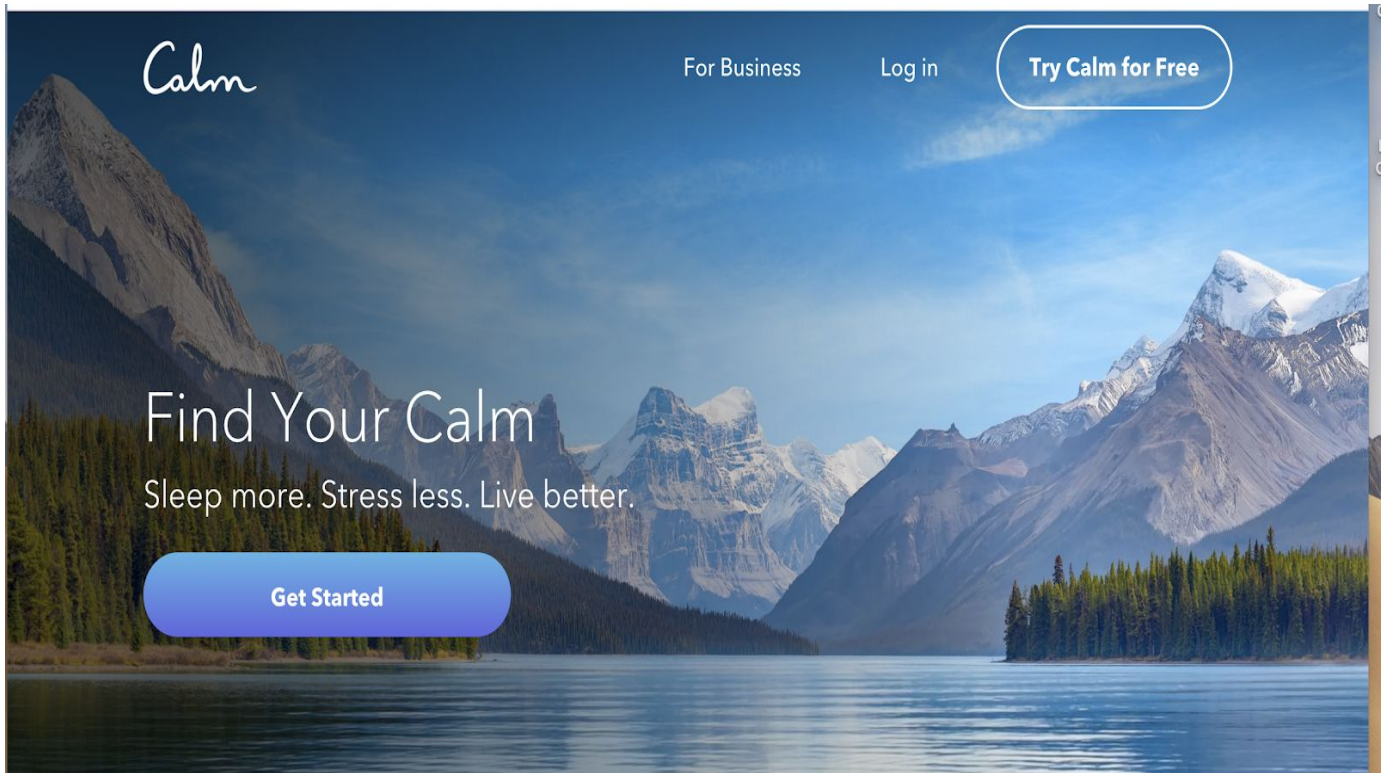 Calm
For Business
Log in
Try Calm for Free
Find Your Calm
Sleep more. Stress less. Live better.
Get Started